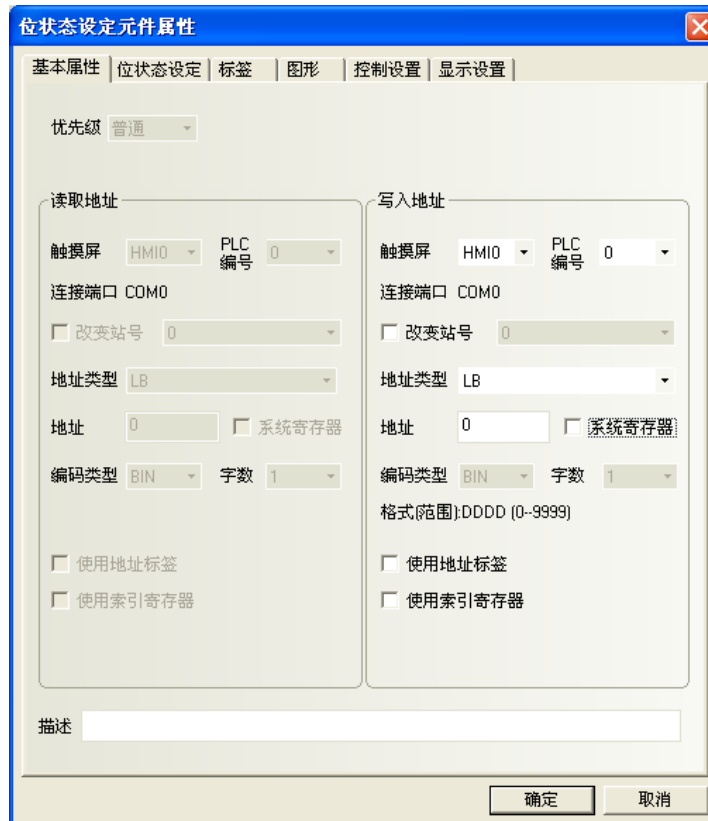 位状态设定元件属性
基本属性 位状态设定 标签 图形 控制设置 显示设置
优先级 普通
读取地址
触摸屏 HMI0 PLC编号 0
连接端口 COM0
改变站号 0
地址类型 LB
地址 0 系统寄存器
编码类型 BIN 字数 1
使用地址标签
使用索引寄存器
写入地址
触摸屏 HMI0 PLC编号 0
连接端口 COM0
改变站号 0
地址类型 LB
地址 0 系统寄存器
编码类型 BIN 字数 1
格式(范围):DDDD (0--9999)
使用地址标签
使用索引寄存器
描述
确定 取消